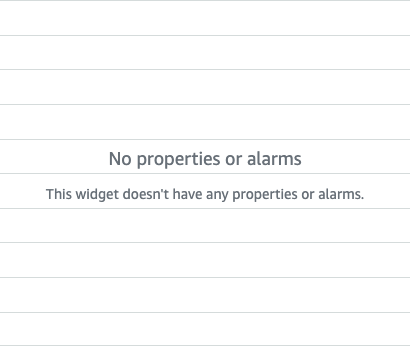 No properties or alarms
This widget doesn't have any properties or alarms.